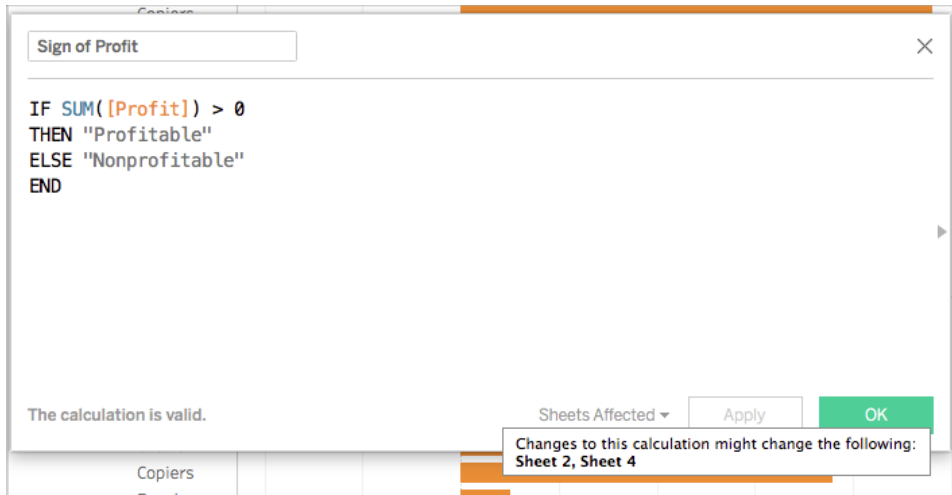 Copiers
Sign of Profit
IF SUM([Profit]) > 0
THEN "Profitable"
ELSE "Nonprofitable"
END
The calculation is valid.
Sheets Affected
Apply
OK
Changes to this calculation might change the following:
Sheet 2, Sheet 4
Copiers